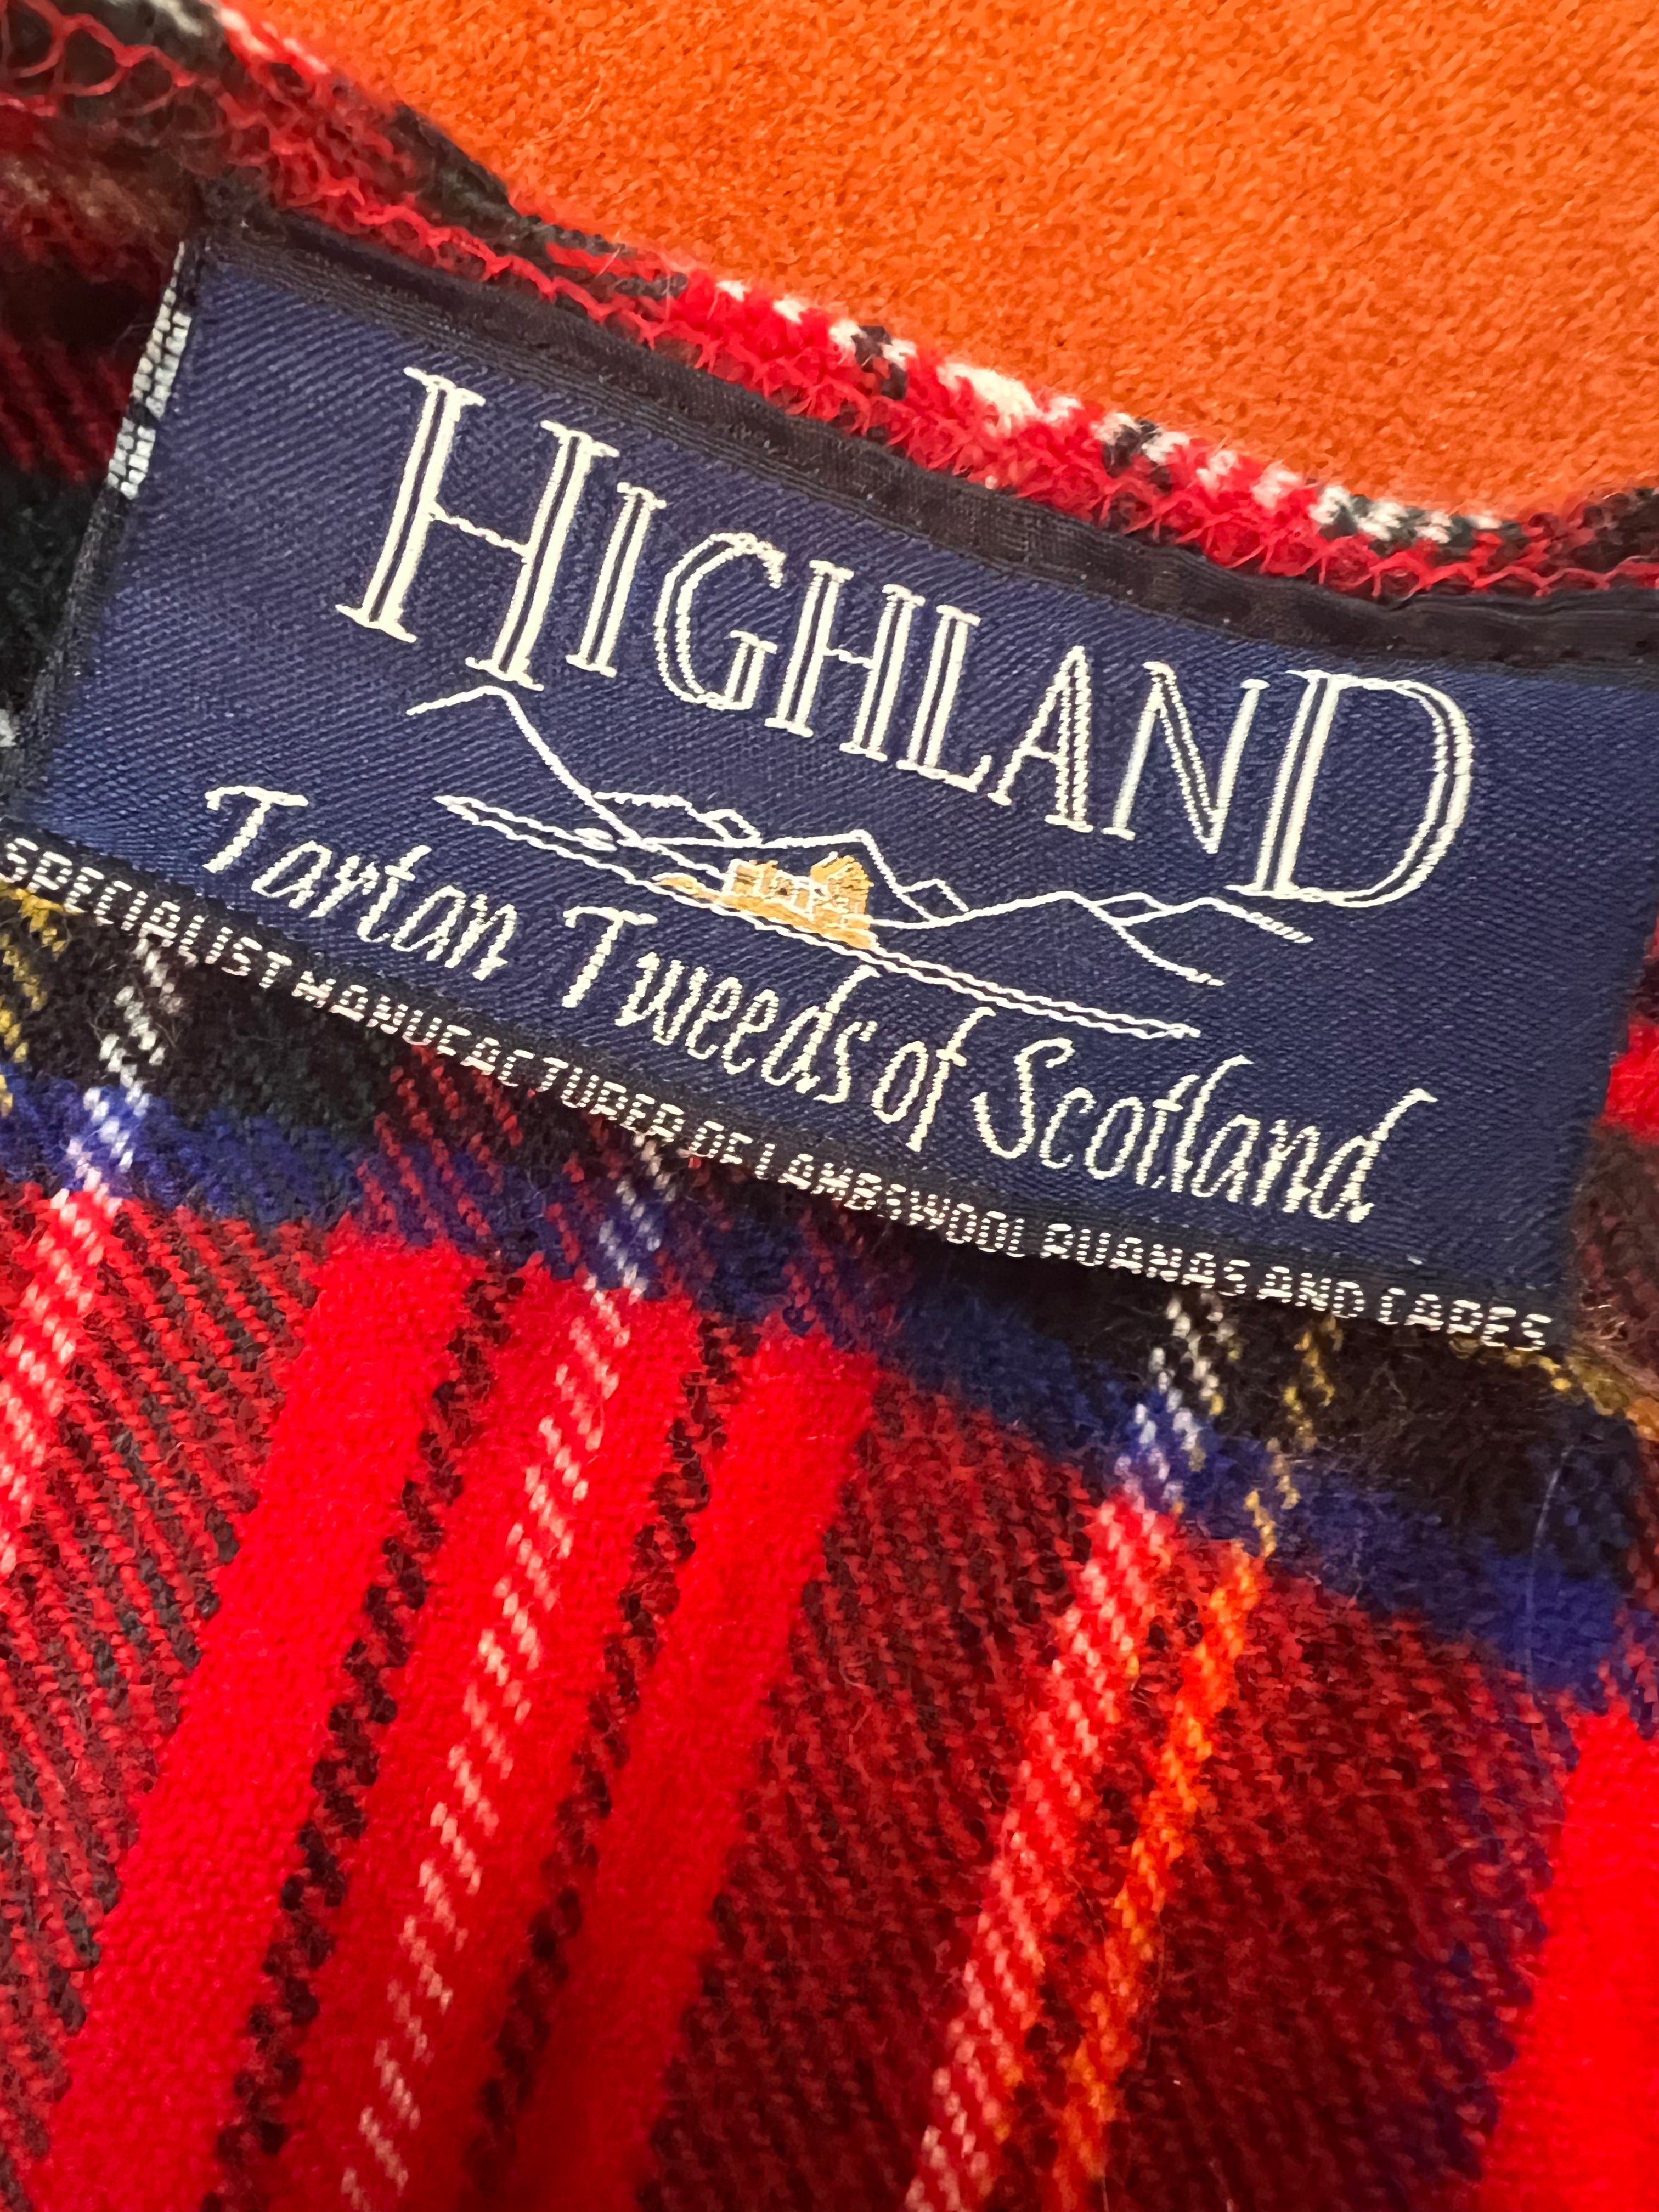 HIGHLAND
Tartan Tweeds of Scotland
SPECIALIST MANUFACTURER OF LAMBSWOOL RUANAS AND CAPES